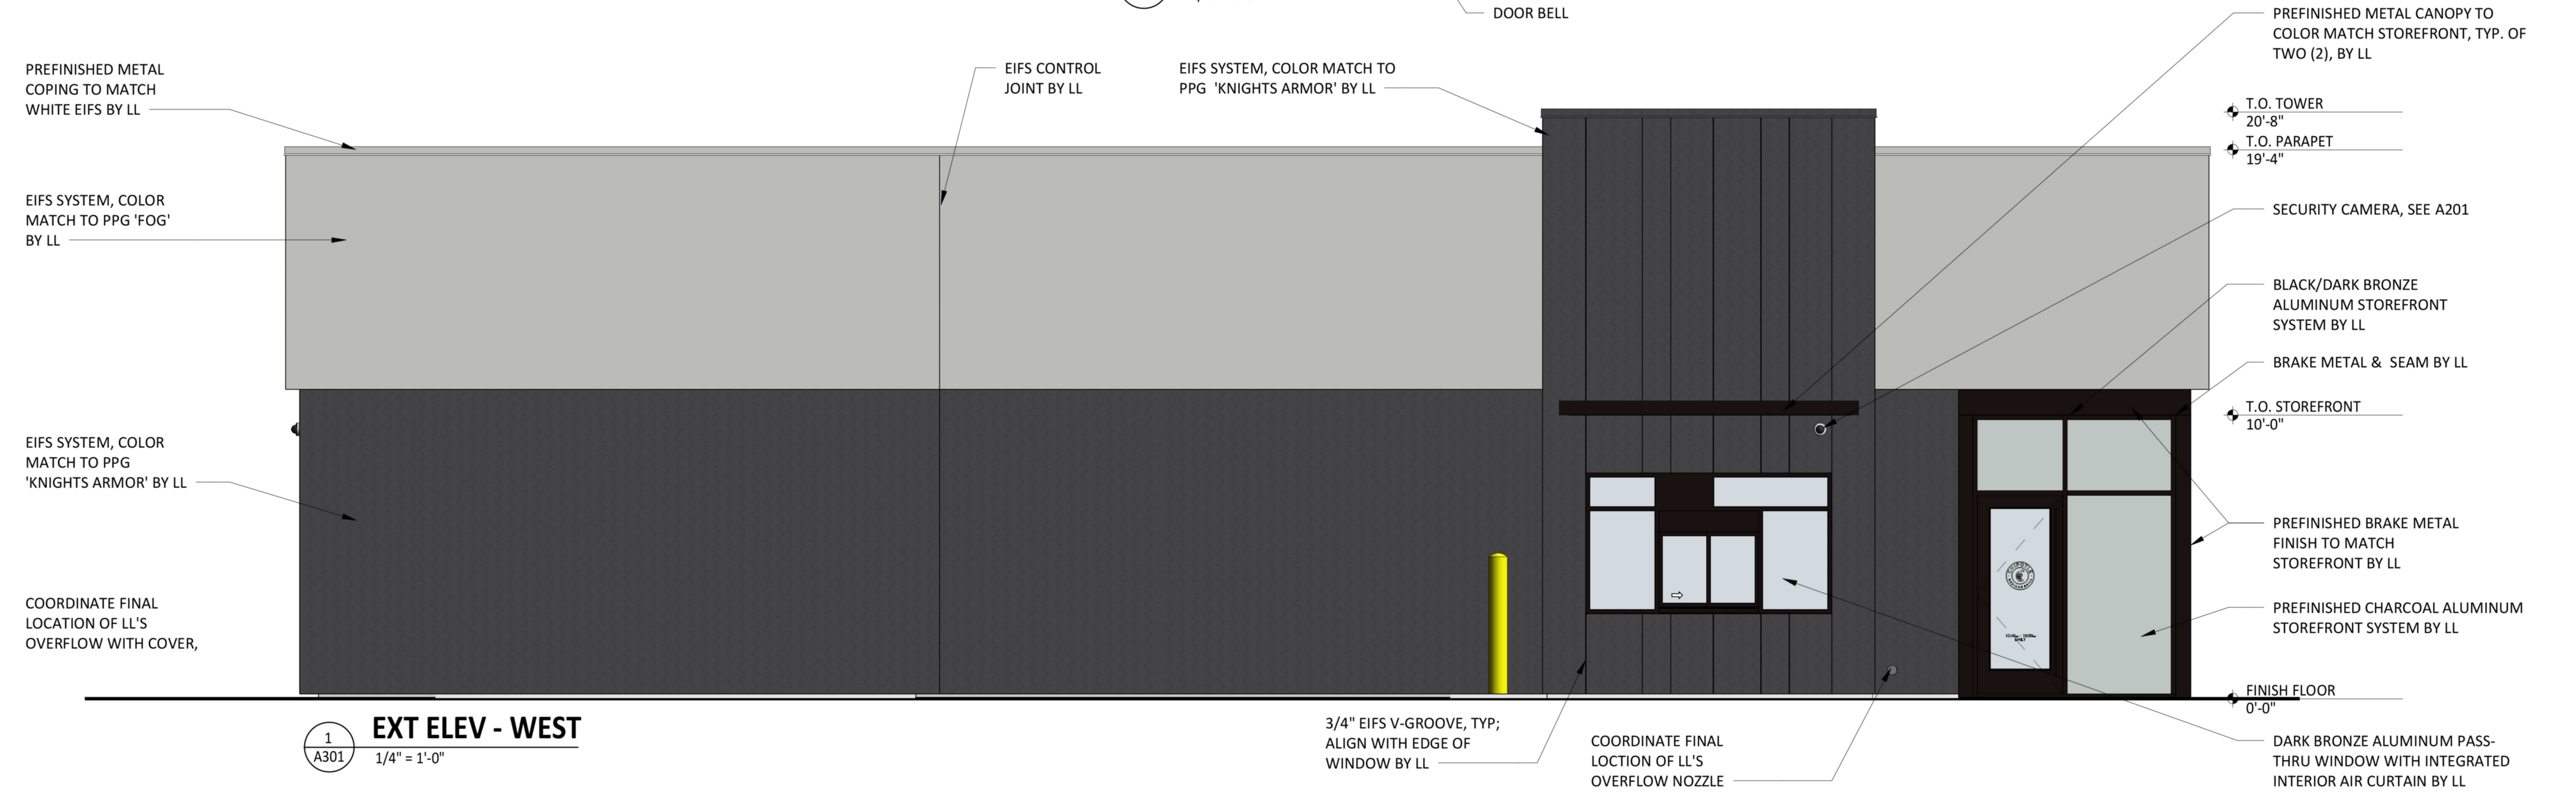 DOOR BELL
PREFINISHED METAL
COPING TO MATCH
WHITE EIFS BY LL
EIFS CONTROL
JOINT BY LL
EIFS SYSTEM, COLOR MATCH TO
PPG 'KNIGHTS ARMOR' BY LL
PREFINISHED METAL CANOPY TO
COLOR MATCH STOREFRONT, TYP. OF
TWO (2), BY LL
T.O. TOWER
20'-8"
T.O. PARAPET
19'-4"
EIFS SYSTEM, COLOR
MATCH TO PPG 'FOG'
BY LL
SECURITY CAMERA, SEE A201
BLACK/DARK BRONZE
ALUMINUM STOREFRONT
SYSTEM BY LL
BRAKE METAL & SEAM BY LL
T.O. STOREFRONT
10'-0"
EIFS SYSTEM, COLOR
MATCH TO PPG
'KNIGHTS ARMOR' BY LL
PREFINISHED BRAKE METAL
FINISH TO MATCH
STOREFRONT BY LL
CHIPOTLE
DAILY
PREFINISHED CHARCOAL ALUMINUM
STOREFRONT SYSTEM BY LL
COORDINATE FINAL
LOCATION OF LL'S
OVERFLOW WITH COVER,
FINISH FLOOR
0'-0"
1
A301
EXT ELEV - WEST
1/4" = 1'-0"
3/4" EIFS V-GROOVE, TYP;
ALIGN WITH EDGE OF
WINDOW BY LL
COORDINATE FINAL
LOCTION OF LL'S
OVERFLOW NOZZLE
DARK BRONZE ALUMINUM PASS-
THRU WINDOW WITH INTEGRATED
INTERIOR AIR CURTAIN BY LL